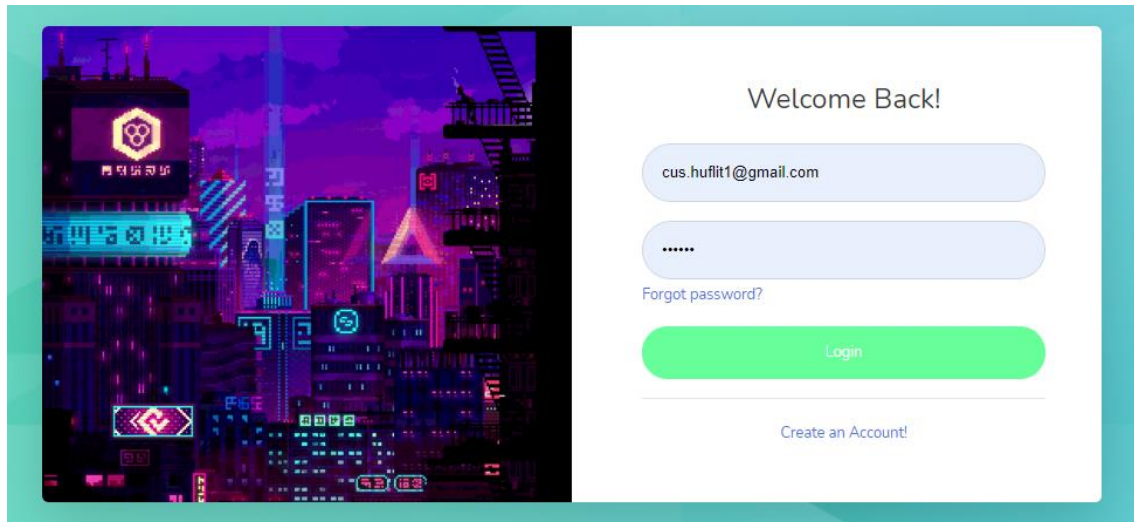 Welcome Back!
cus.huflit1@gmail.com
••••••
Forgot password?
Login
Create an Account!